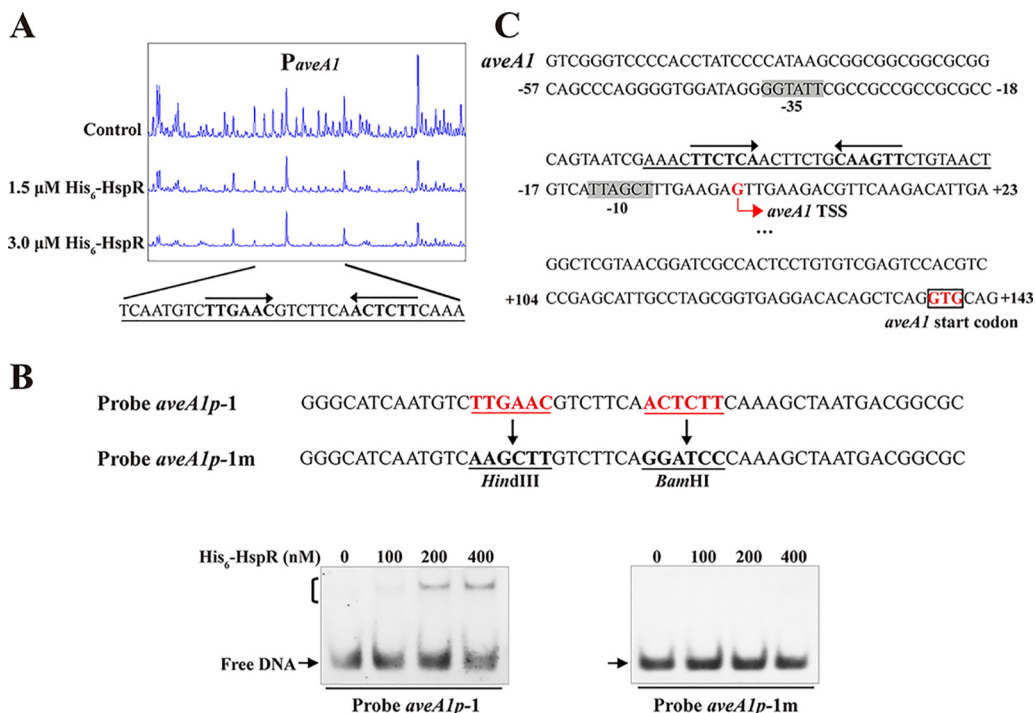 A
PaveA1
Control
1.5 μM His6-HspR
3.0 μM His6-HspR
TCAATGTCTTGAACGTCTTCAACTCTTCAAA
C
aveA1 GTCGGGTCCCCACCTATCCCCATAAGCGGCGGCGGCGCGG
-57 CAGCCCAGGGGTGGATAGGGGTATTCGCCGCCGCCGCGCC -18
-35
CAGTAATCGAAACTTCTCAACTTCTGCAAGTTCTGTAACT
-17 GTCATTAGCTTTGAAGAGTTGAAGACGTTCAAGACATTGA +23
-10
aveA1 TSS
...
GGCTCGTAACGGATCGCCACTCCTGTGTCGAGTCCACGTC
+104 CCGAGCATTGCCTAGCGGTGAGGACACAGCTCAGGTGCAG +143
aveA1 start codon
B
Probe aveA1p-1 GGGCATCAATGTCTTGAACGTCTTCAACTCTTCAAAGCTAATGACGGCGC
Probe aveA1p-1m GGGCATCAATGTCAAGCTTGTCTTCAGGATCCCAAAGCTAATGACGGCGC
HindIII BamHI
His6-HspR (nM) 0 100 200 400
0 100 200 400
Free DNA
Probe aveA1p-1
Probe aveA1p-1m